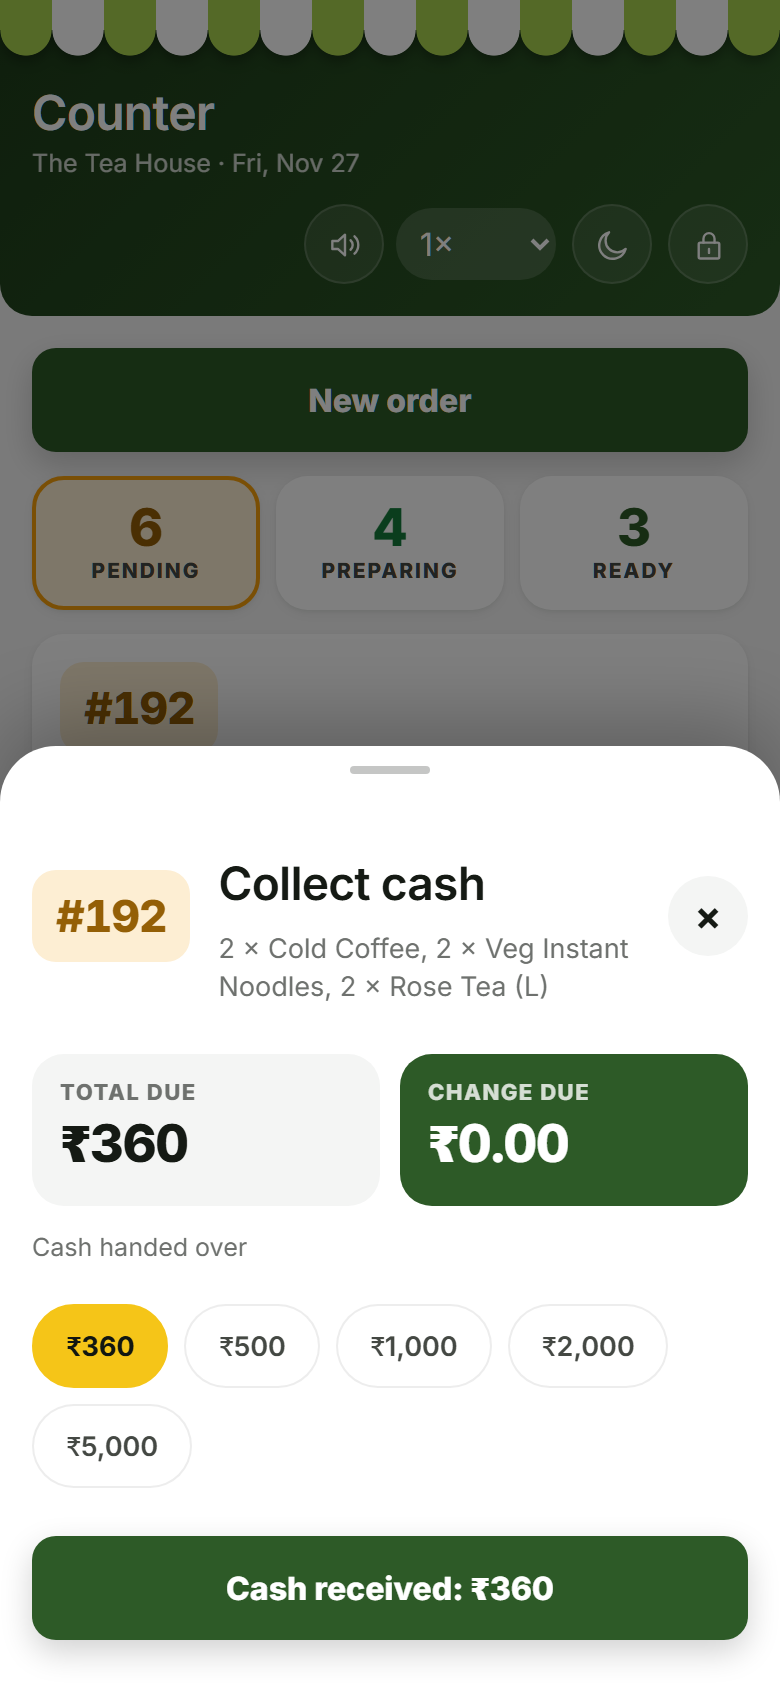 Counter
The Tea House · Fri, Nov 27
1×
New order
6
PENDING
4
PREPARING
3
READY
#192
#192
Collect cash
2 × Cold Coffee, 2 × Veg Instant
Noodles, 2 × Rose Tea (L)
×
TOTAL DUE
₹360
CHANGE DUE
₹0.00
Cash handed over
₹360
₹500
₹1,000
₹2,000
₹5,000
Cash received: ₹360